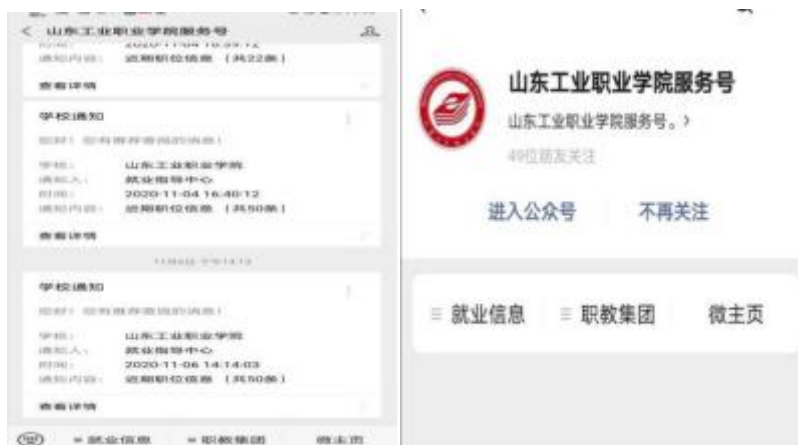 山东工业职业学院服务号
2020-11-04 16:39:12
通知内容： 近期职位信息 (共22条)
查看详情
学校通知
您好！您有推荐查阅的消息！
学校： 山东工业职业学院
通知人： 就业指导中心
时间： 2020-11-04 16:40:12
通知内容： 近期职位信息 (共50条)
查看详情
学校通知
您好！您有推荐查阅的消息！
学校： 山东工业职业学院
通知人： 就业指导中心
时间： 2020-11-06 14:14:03
通知内容： 近期职位信息 (共50条)
查看详情
就业信息 职教集团 微主页
山东工业职业学院服务号
山东工业职业学院服务号。
49位朋友关注
进入公众号 不再关注
就业信息 职教集团 微主页